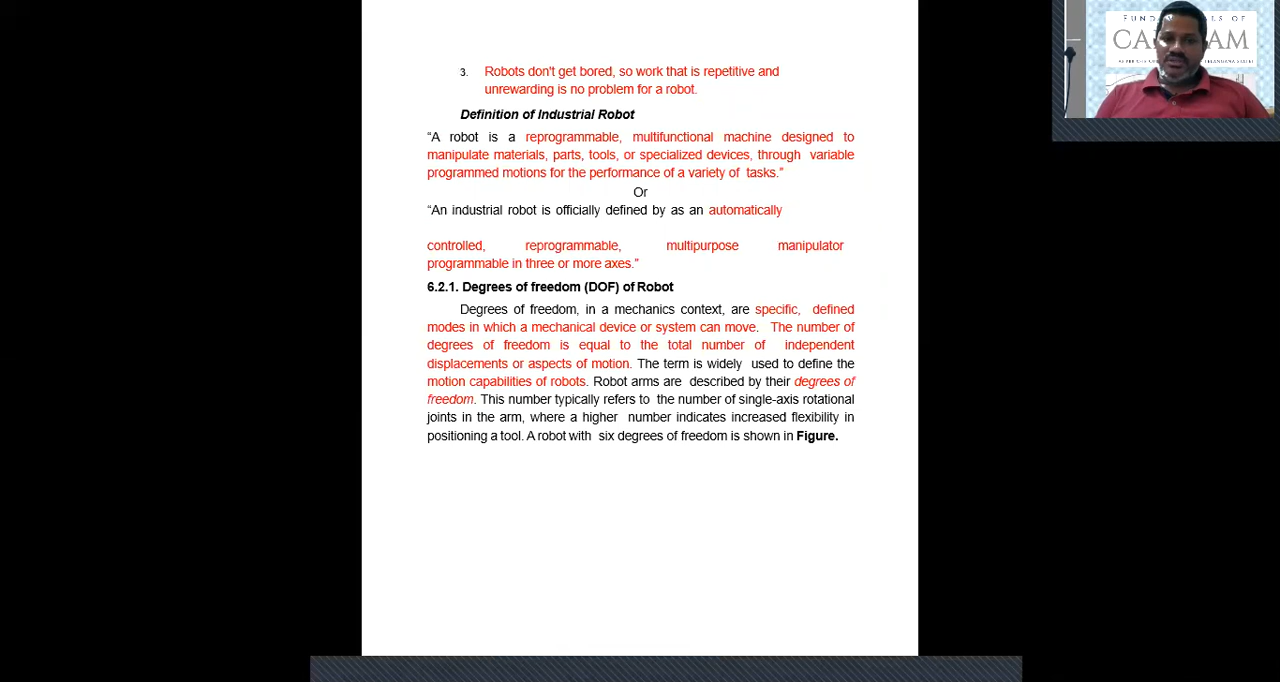 FUND LS OF
CA AM
3. Robots don't get bored, so work that is repetitive and
unrewarding is no problem for a robot.
Definition of Industrial Robot
“A robot is a reprogrammable, multifunctional machine designed to
manipulate materials, parts, tools, or specialized devices, through variable
programmed motions for the performance of a variety of tasks.”
Or
“An industrial robot is officially defined by as an automatically
controlled, reprogrammable, multipurpose manipulator
programmable in three or more axes.”
6.2.1. Degrees of freedom (DOF) of Robot
Degrees of freedom, in a mechanics context, are specific, defined
modes in which a mechanical device or system can move. The number of
degrees of freedom is equal to the total number of independent
displacements or aspects of motion. The term is widely used to define the
motion capabilities of robots. Robot arms are described by their degrees of
freedom. This number typically refers to the number of single-axis rotational
joints in the arm, where a higher number indicates increased flexibility in
positioning a tool. A robot with six degrees of freedom is shown in Figure.